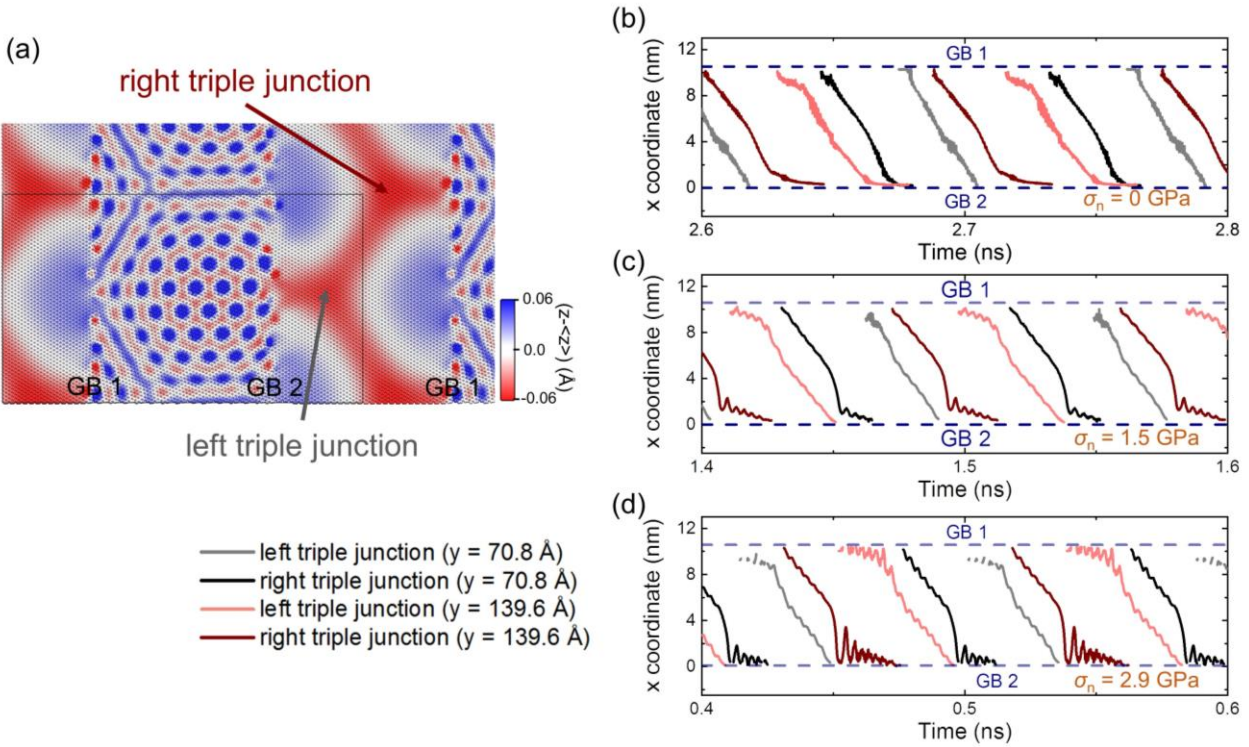 (a)
right triple junction
GB 1
GB 2
GB 1
0.06
0.0
-0.06
(z-<z>) (Å)
left triple junction
left triple junction (y = 70.8 Å)
right triple junction (y = 70.8 Å)
left triple junction (y = 139.6 Å)
right triple junction (y = 139.6 Å)
(b)
x coordinate (nm)
12
8
4
0
GB 1
GB 2
σn = 0 GPa
2.6
2.7
2.8
Time (ns)
(c)
x coordinate (nm)
12
8
4
0
GB 1
GB 2
σn = 1.5 GPa
1.4
1.5
1.6
Time (ns)
(d)
x coordinate (nm)
12
8
4
0
GB 1
GB 2
σn = 2.9 GPa
0.4
0.5
0.6
Time (ns)